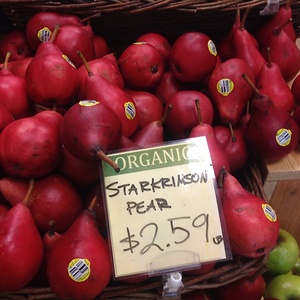 ORGANIC
STARKRIMSON
PEAR
$2.59 LB